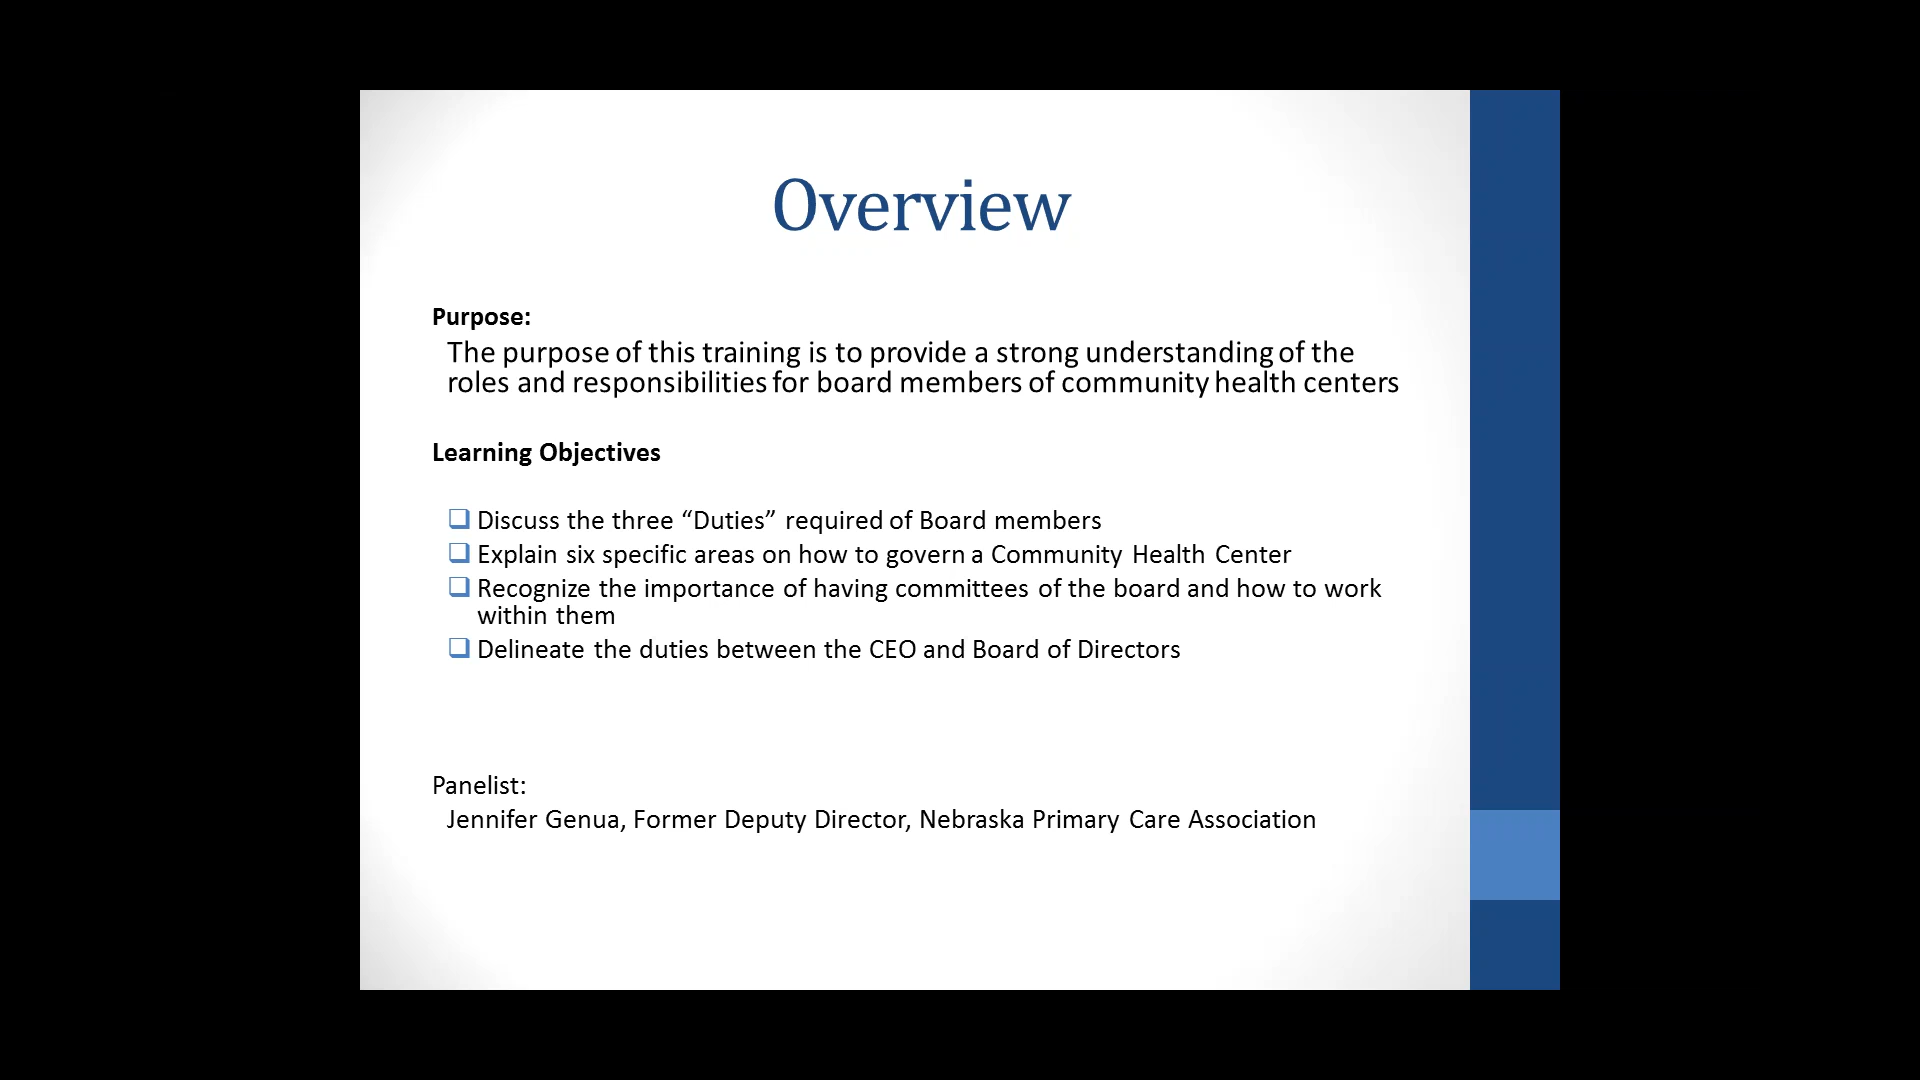 Overview
Purpose:
The purpose of this training is to provide a strong understanding of the
roles and responsibilities for board members of community health centers
Learning Objectives
Discuss the three “Duties” required of Board members
Explain six specific areas on how to govern a Community Health Center
Recognize the importance of having committees of the board and how to work
within them
Delineate the duties between the CEO and Board of Directors
Panelist:
Jennifer Genua, Former Deputy Director, Nebraska Primary Care Association